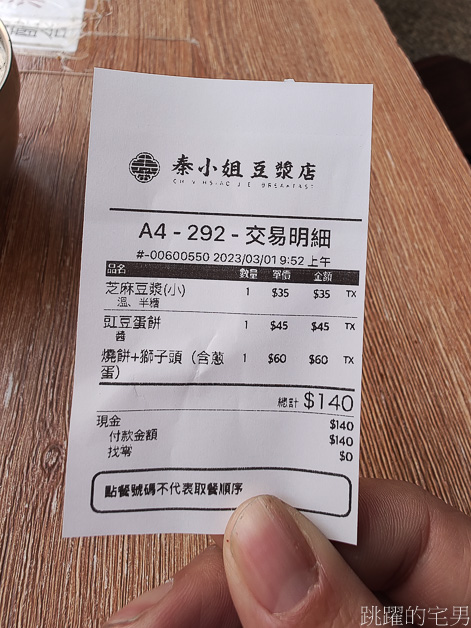 秦小姐豆漿店
CHIN HSIAO JIE BREAKFAST
A4 - 292 - 交易明細
#-00600550 2023/03/01 9:52 上午
品名 數量 單價 金額
芝麻豆漿(小) 1 $35 $35 TX
溫、半糖
豇豆蛋餅 1 $45 $45 TX
醬
燒餅+獅子頭（含蔥 1 $60 $60 TX
蛋）
總計 $140
現金 $140
付款金額 $140
找零 $0
點餐號碼不代表取餐順序
跳躍的宅男